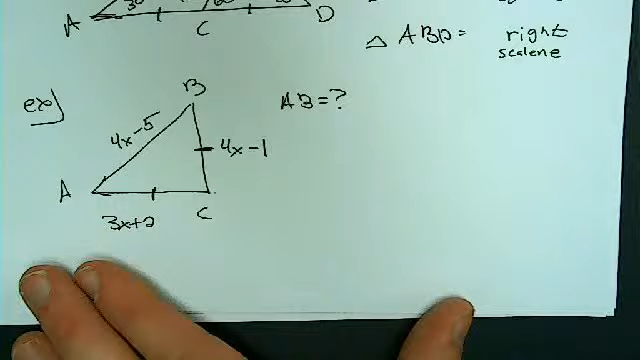 A C D
△ ABD = right
scalene
ex)
B
AB = ?
4x-5
4x-1
A
3x+2
C